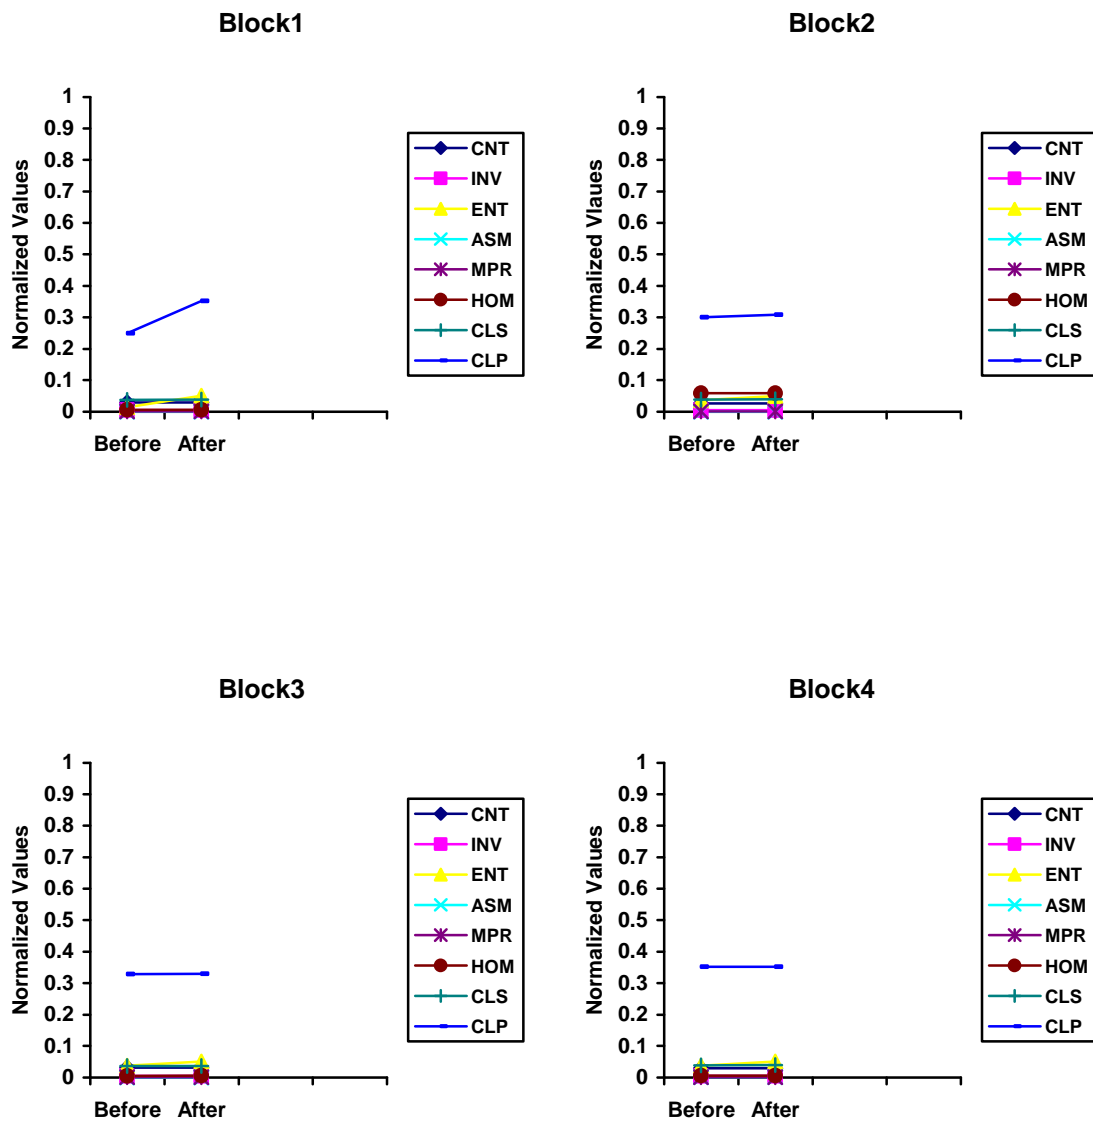 Block1
Normalized Values
1
0.9
0.8
0.7
0.6
0.5
0.4
0.3
0.2
0.1
0
Before After
CNT
INV
ENT
ASM
MPR
HOM
CLS
CLP
Block2
Normalized Vlaues
1
0.9
0.8
0.7
0.6
0.5
0.4
0.3
0.2
0.1
0
Before After
CNT
INV
ENT
ASM
MPR
HOM
CLS
CLP
Block3
Normalized Values
1
0.9
0.8
0.7
0.6
0.5
0.4
0.3
0.2
0.1
0
Before After
CNT
INV
ENT
ASM
MPR
HOM
CLS
CLP
Block4
Normalized Values
1
0.9
0.8
0.7
0.6
0.5
0.4
0.3
0.2
0.1
0
Before After
CNT
INV
ENT
ASM
MPR
HOM
CLS
CLP